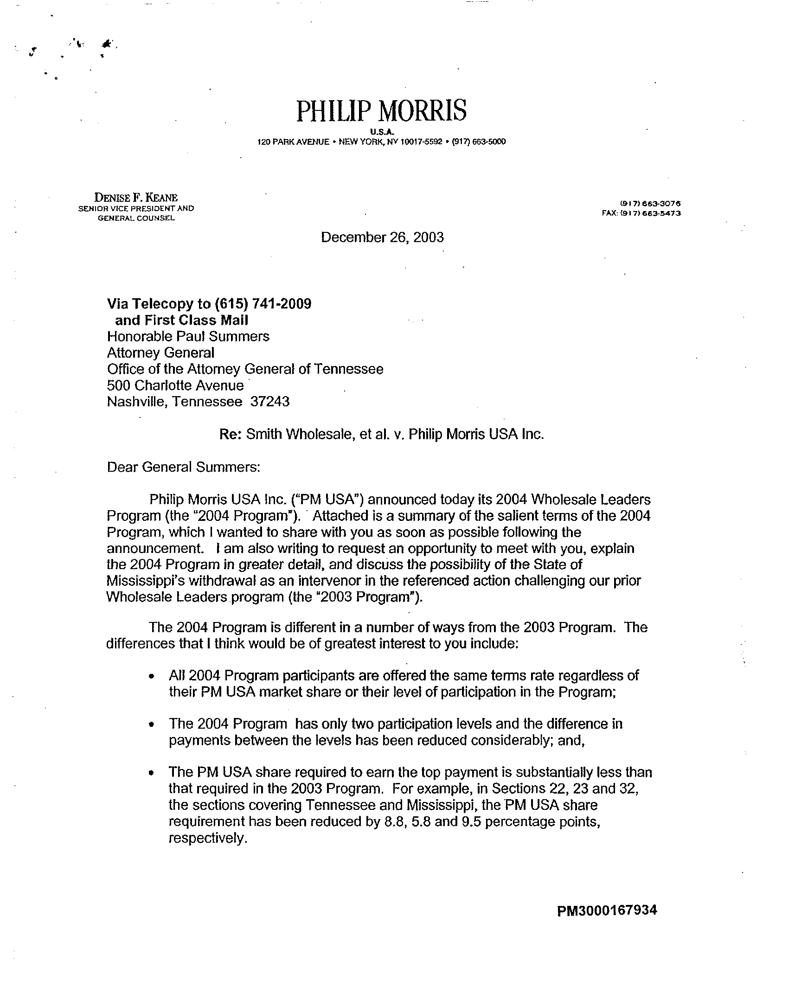 PHILIP MORRIS
U.S.A.
120 PARK AVENUE • NEW YORK, NY 10017-5592 • (917) 663-5000
DENISE F. KEANE
SENIOR VICE PRESIDENT AND
GENERAL COUNSEL
(917) 663-3076
FAX: (917) 663-5473
December 26, 2003
Via Telecopy to (615) 741-2009
and First Class Mail
Honorable Paul Summers
Attorney General
Office of the Attorney General of Tennessee
500 Charlotte Avenue
Nashville, Tennessee 37243
Re: Smith Wholesale, et al. v. Philip Morris USA Inc.
Dear General Summers:
Philip Morris USA Inc. ("PM USA") announced today its 2004 Wholesale Leaders
Program (the "2004 Program"). Attached is a summary of the salient terms of the 2004
Program, which I wanted to share with you as soon as possible following the
announcement. I am also writing to request an opportunity to meet with you, explain
the 2004 Program in greater detail, and discuss the possibility of the State of
Mississippi's withdrawal as an intervenor in the referenced action challenging our prior
Wholesale Leaders program (the "2003 Program").
The 2004 Program is different in a number of ways from the 2003 Program. The
differences that I think would be of greatest interest to you include:
• All 2004 Program participants are offered the same terms rate regardless of
their PM USA market share or their level of participation in the Program;
• The 2004 Program has only two participation levels and the difference in
payments between the levels has been reduced considerably; and,
• The PM USA share required to earn the top payment is substantially less than
that required in the 2003 Program. For example, in Sections 22, 23 and 32,
the sections covering Tennessee and Mississippi, the PM USA share
requirement has been reduced by 8.8, 5.8 and 9.5 percentage points,
respectively.
PM3000167934